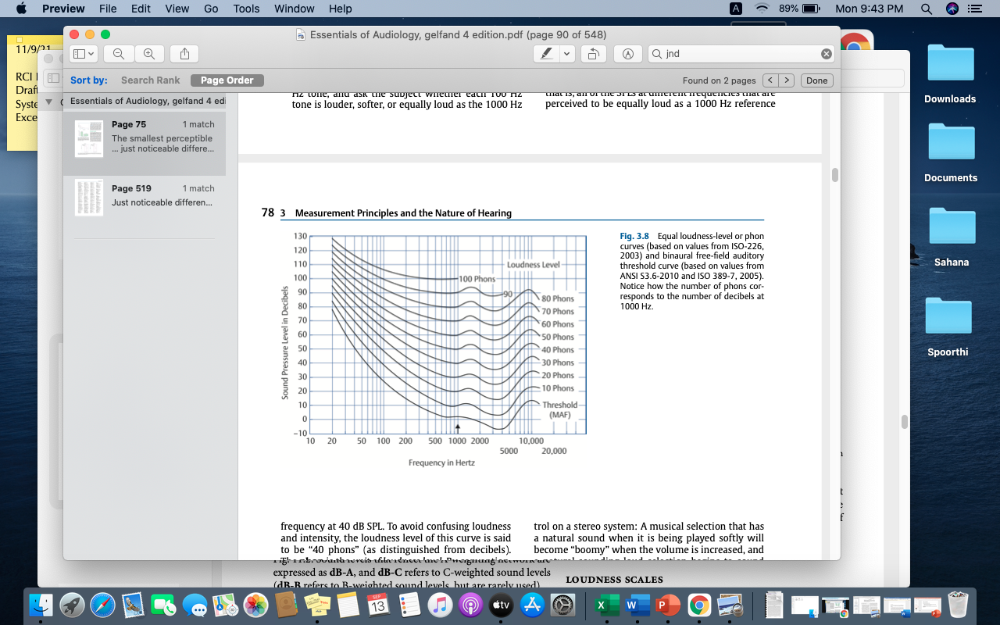 Preview File Edit View Go Tools Window Help
A 89% Mon 9:43 PM
Essentials of Audiology, gelfand 4 edition.pdf (page 90 of 548)
jnd
Sort by: Search Rank Page Order
Found on 2 pages < > Done
Essentials of Audiology, gelfand 4 edi
Page 75 1 match
The smallest perceptible
... just noticeable differe...
Page 519 1 match
Just noticeable differen...
11/9/21
RCI
Draf
Syste
Exce
Hz tone, and ask the subject whether each 100 Hz
tone is louder, softer, or equally loud as the 1000 Hz
that is, all of the SPLs at different frequencies that are
perceived to be equally loud as a 1000 Hz reference
78 3 Measurement Principles and the Nature of Hearing
130
120
110
100
90
80
70
60
50
40
30
20
10
0
−10
Sound Pressure Level in Decibels
Loudness Level
100 Phons
90
80 Phons
70 Phons
60 Phons
50 Phons
40 Phons
30 Phons
20 Phons
10 Phons
Threshold
(MAF)
10 20 50 100 200 500 1000 2000 10,000
5000 20,000
Frequency in Hertz
Fig. 3.8 Equal loudness-level or phon
curves (based on values from ISO-226,
2003) and binaural free-field auditory
threshold curve (based on values from
ANSI S3.6-2010 and ISO 389-7, 2005).
Notice how the number of phons cor-
responds to the number of decibels at
1000 Hz.
frequency at 40 dB SPL. To avoid confusing loudness
and intensity, the loudness level of this curve is said
to be “40 phons” (as distinguished from decibels).
trol on a stereo system: A musical selection that has
a natural sound when it is being played softly will
become “boomy” when the volume is increased, and
expressed as dB-A, and dB-C refers to C-weighted sound levels
(dB-B refers to B-weighted sound levels, but are rarely used)
LOUDNESS SCALES
Downloads
Documents
Sahana
Spoorthi
SEP
13
tv
X
W
P